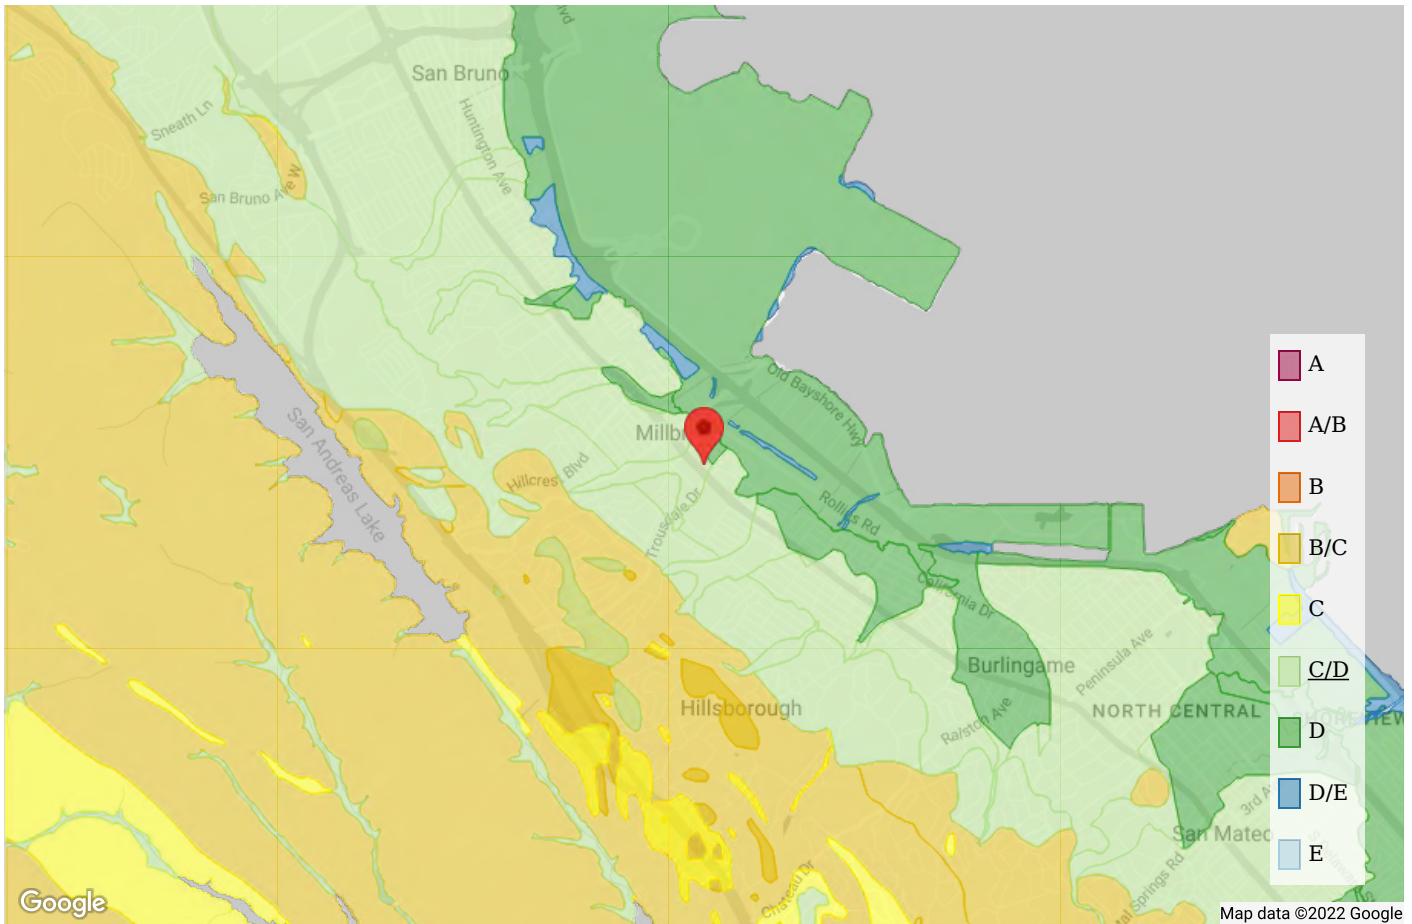 San Bruno
Sneath Ln
Huntington Ave
San Bruno Ave W
Old Bayshore Hwy
San Andreas Lake
Hillcrest Blvd
Trousdale Dr
Rollins Rd
California Dr
Burlingame
Peninsula Ave
Hillsborough
Ralston Ave
NORTH CENTRAL
San Mateo
Chateau Dr
A
A/B
B
B/C
C
C/D
D
D/E
E
Google
Map data ©2022 Google